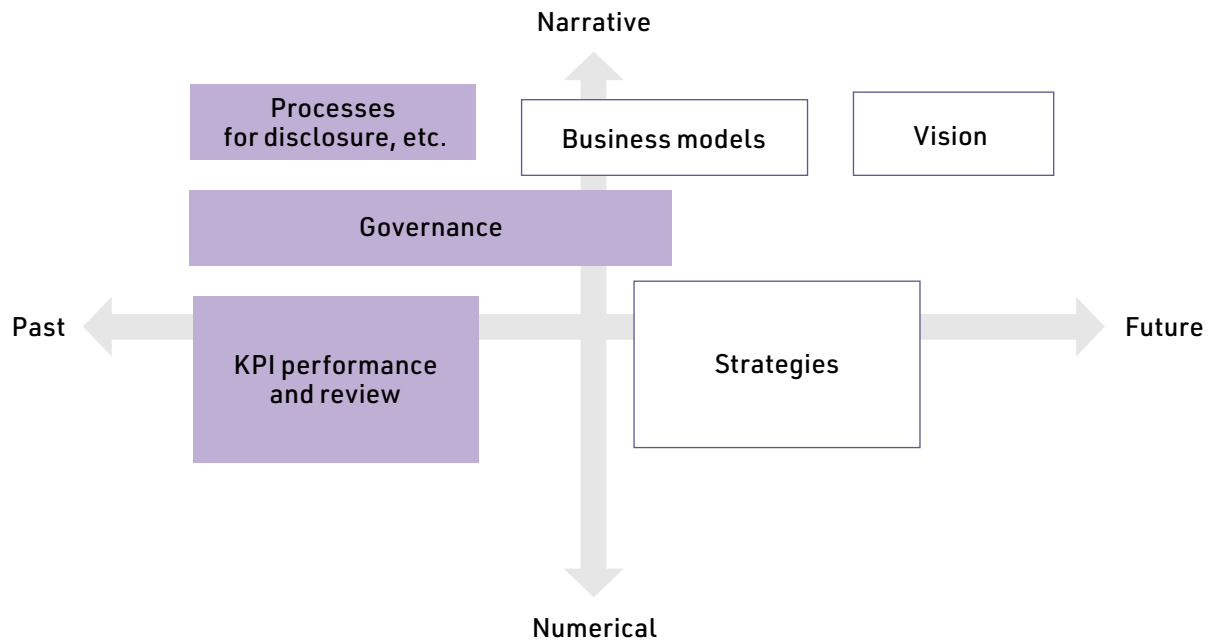 Narrative
Processes
for disclosure, etc.
Business models
Vision
Governance
Past
KPI performance
and review
Strategies
Future
Numerical